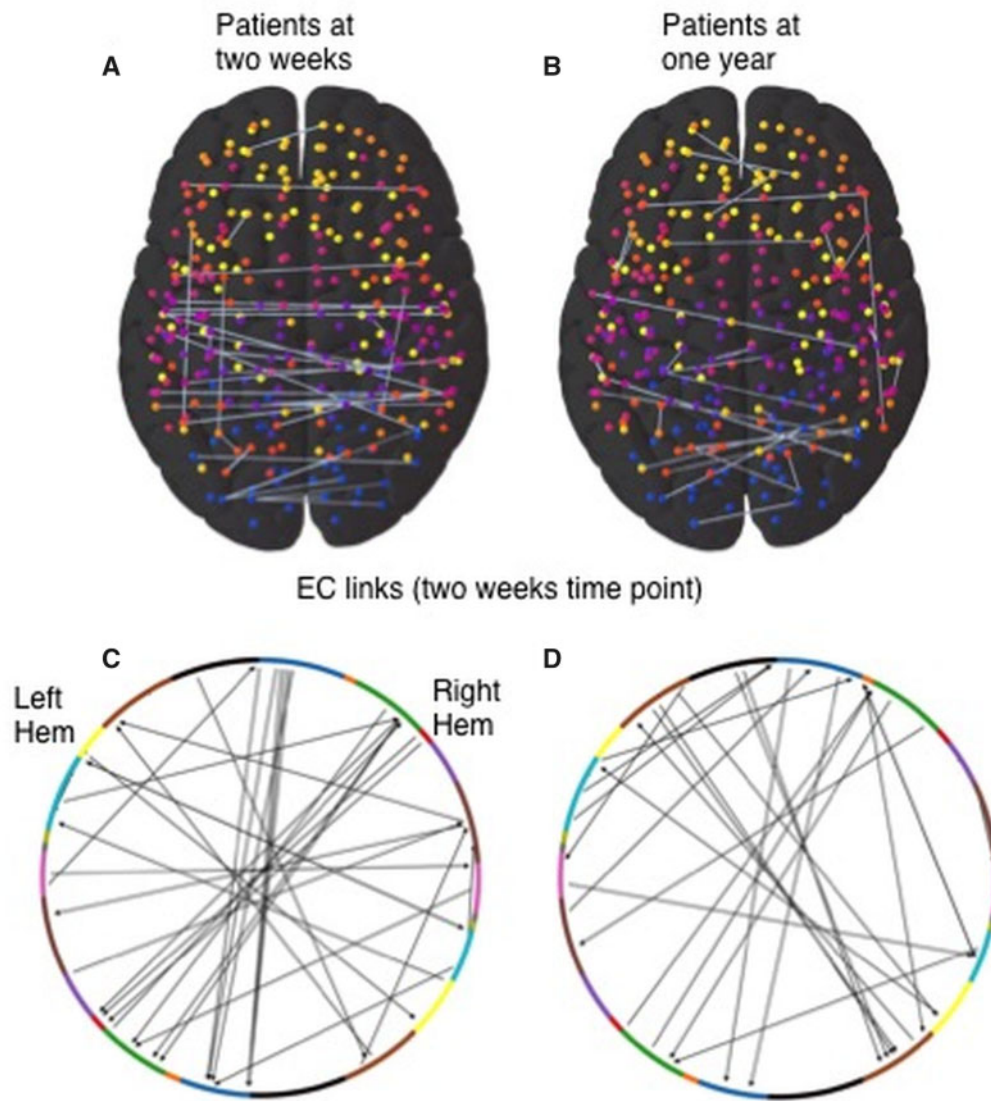 A
Patients at
two weeks
B
Patients at
one year
EC links (two weeks time point)
C
Left
Hem
Right
Hem
D